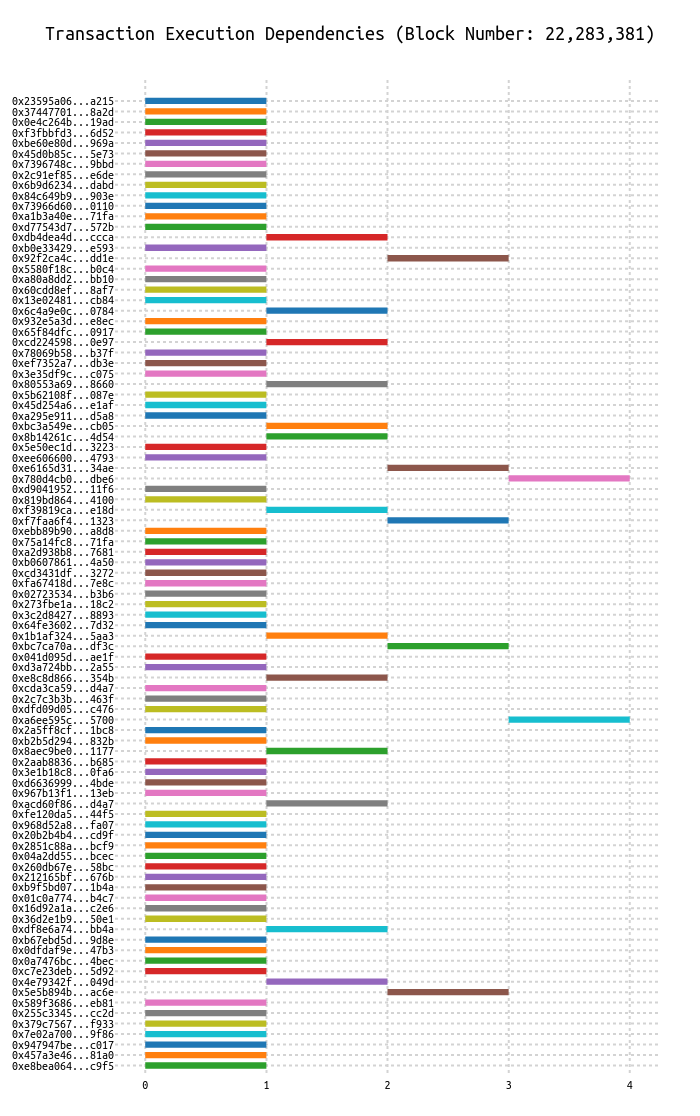 Transaction Execution Dependencies (Block Number: 22,283,381)
0x23595a06...a215
0x37447701...8a2d
0x0e4c264b...19ad
0xf3fbbfd3...6d52
0xbe60e80d...969a
0x45d0b85c...5e73
0x7396748c...9bbd
0x2c91ef85...e6de
0x6b9d6234...dabd
0x84c649b9...903e
0x73966d60...0110
0xa1b3a40e...71fa
0xd77543d7...572b
0xdb4dea4d...ccca
0xb0e33429...e593
0x92f2ca4c...dd1e
0x5580f18c...b0c4
0xa80a8dd2...bb10
0x60cdd8ef...8af7
0x13e02481...cb84
0x6c4a9e0c...0784
0x932e5a3d...e8ec
0x65f84dfc...0917
0xcd224598...0e97
0x78069b58...b37f
0xef7352a7...db3e
0x3e35df9c...c075
0x80553a69...8660
0x5b62108f...087e
0x45d254a6...e1af
0xa295e911...d5a8
0xbc3a549e...cb05
0x8b14261c...4d54
0x5e50ec1d...3223
0xee606600...4793
0xe6165d31...34ae
0x780d4cb0...dbe6
0xd9041952...11f6
0x819bd864...4100
0xf39819ca...e18d
0xf7faa6f4...1323
0xebb89b90...a8d8
0x75a14fc8...71fa
0xa2d938b8...7681
0xb0607861...4a50
0xcd3431df...3272
0xfa67418d...7e8c
0x02723534...b3b6
0x273fbe1a...18c2
0x3c2d8427...8893
0x64fe3602...7d32
0x1b1af324...5aa3
0xbc7ca70a...df3c
0x041d095d...ae1f
0xd3a724bb...2a55
0xe8c8d866...354b
0xcda3ca59...d4a7
0x2c7c3b3b...463f
0xdfd09d05...c476
0xa6ee595c...5700
0x2a5ff8cf...1bc8
0xb2b5d294...832b
0x8aec9be0...1177
0x2aab8836...b685
0x3e1b18c8...0fa6
0xd6636999...4bde
0x967b13f1...13eb
0xacd60f86...d4a7
0xfe120da5...44f5
0x968d52a8...fa07
0x20b2b4b4...cd9f
0x2851c88a...bcf9
0x04a2dd55...bcec
0x260db67e...58bc
0x212165bf...676b
0xb9f5bd07...1b4a
0x01c0a774...b4c7
0x16d92a1a...c2e6
0x36d2e1b9...50e1
0xdf8e6a74...bb4a
0xb67ebd5d...9d8e
0x0dfdaf9e...47b3
0x0a7476bc...4bec
0xc7e23deb...5d92
0x4e79342f...049d
0x5e5b894b...ac6e
0x589f3686...eb81
0x255c3345...cc2d
0x379c7567...f933
0x7e02a700...9f86
0x947947be...c017
0x457a3e46...81a0
0xe8bea064...c9f5
0 1 2 3 4